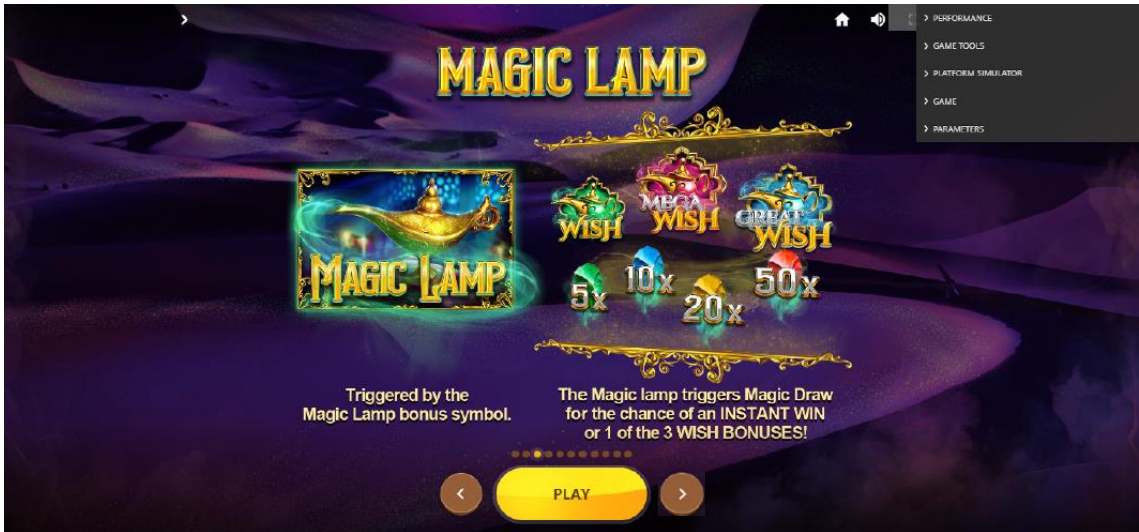 PERFORMANCE
GAME TOOLS
PLATFORM SIMULATOR
GAME
PARAMETERS
MAGIC LAMP
MAGIC LAMP
WISH
MEGA
WISH
GREAT
WISH
5x
10x
20x
50x
Triggered by the
Magic Lamp bonus symbol.
The Magic lamp triggers Magic Draw
for the chance of an INSTANT WIN
or 1 of the 3 WISH BONUSES!
PLAY